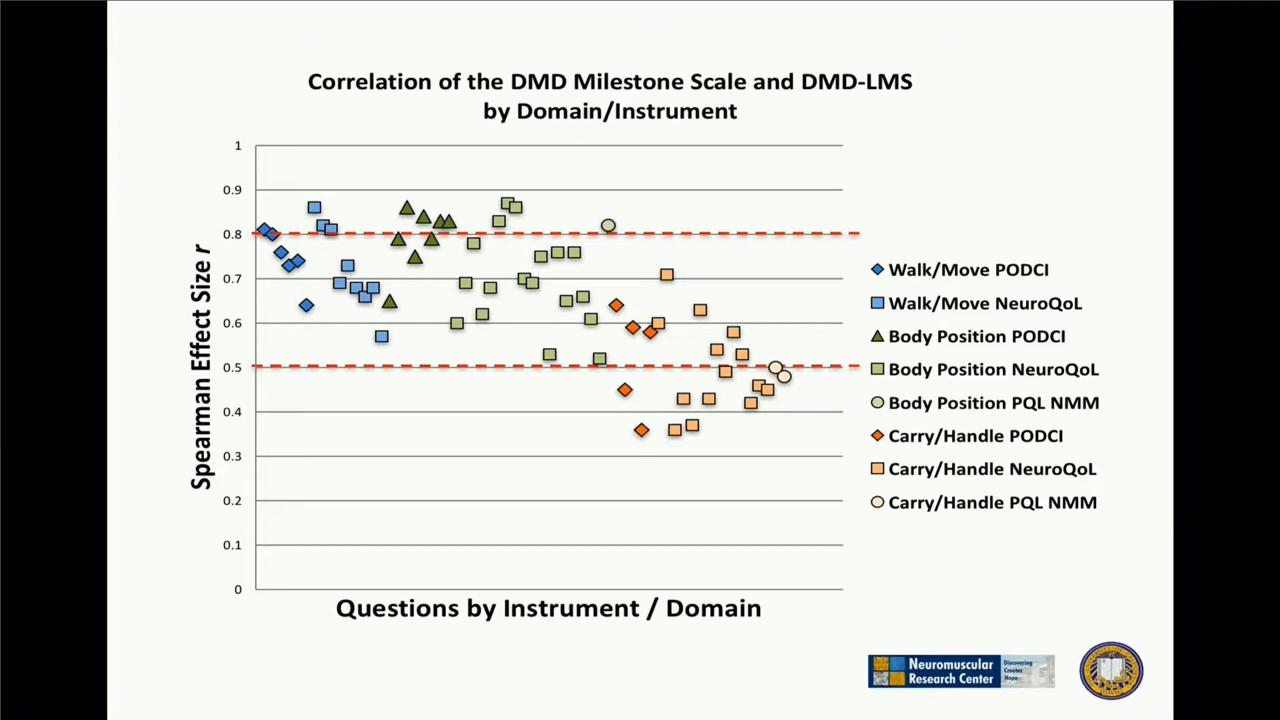 Correlation of the DMD Milestone Scale and DMD-LMS
by Domain/Instrument
Spearman Effect Size r
1
0.9
0.8
0.7
0.6
0.5
0.4
0.3
0.2
0.1
0
Questions by Instrument / Domain
Walk/Move PODCI
Walk/Move NeuroQoL
Body Position PODCI
Body Position NeuroQoL
Body Position PQL NMM
Carry/Handle PODCI
Carry/Handle NeuroQoL
Carry/Handle PQL NMM
Neuromuscular
Research Center
Discovering
Creates
Hope